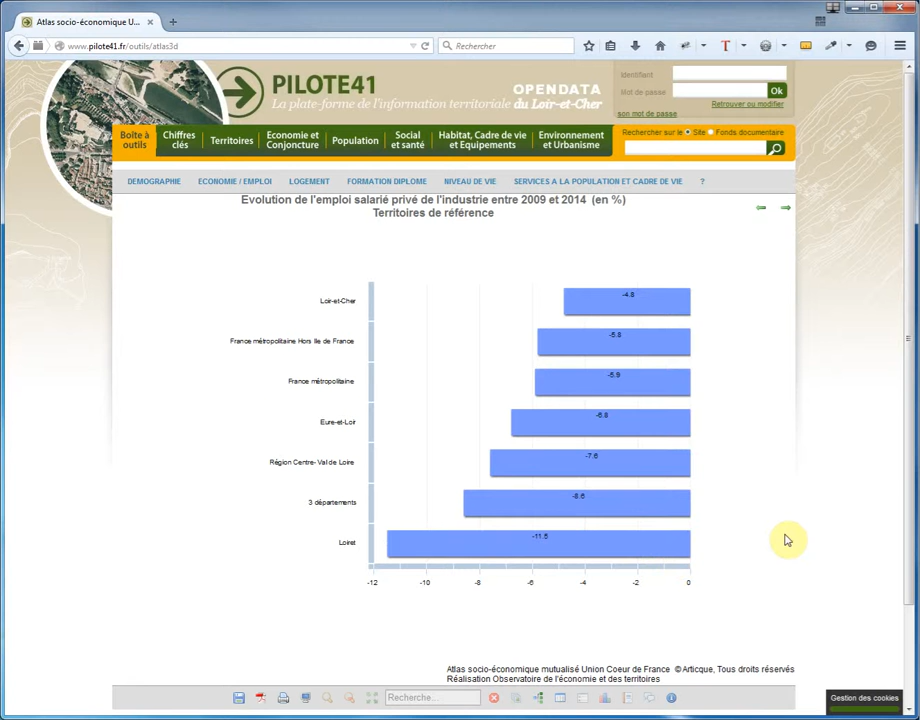 Atlas socio-économique U...
www.pilote41.fr/outils/atlas3d
Rechercher
PILOTE41
La plate-forme de l'information territoriale du Loir-et-Cher
OPENDATA
Identifiant
Mot de passe
Ok
Retrouver ou modifier
son mot de passe
Boite à outils
Chiffres clés
Territoires
Economie et Conjoncture
Population
Social et santé
Habitat, Cadre de vie et Equipements
Environnement et Urbanisme
Rechercher sur le Site Fonds documentaire
DEMOGRAPHIE ECONOMIE / EMPLOI LOGEMENT FORMATION DIPLOME NIVEAU DE VIE SERVICES A LA POPULATION ET CADRE DE VIE ?
Evolution de l'emploi salarié privé de l'industrie entre 2009 et 2014 (en %)
Territoires de référence
Loir-et-Cher -4.8
France métropolitaine Hors Ile de France -5.8
France métropolitaine -5.9
Eure-et-Loir -6.8
Région Centre- Val de Loire -7.6
3 départements -8.6
Loiret -11.5
-12 -10 -8 -6 -4 -2 0
Atlas socio-économique mutualisé Union Coeur de France © Articque, Tous droits réservés
Réalisation Observatoire de l'économie et des territoires
Recherche...
Gestion des cookies